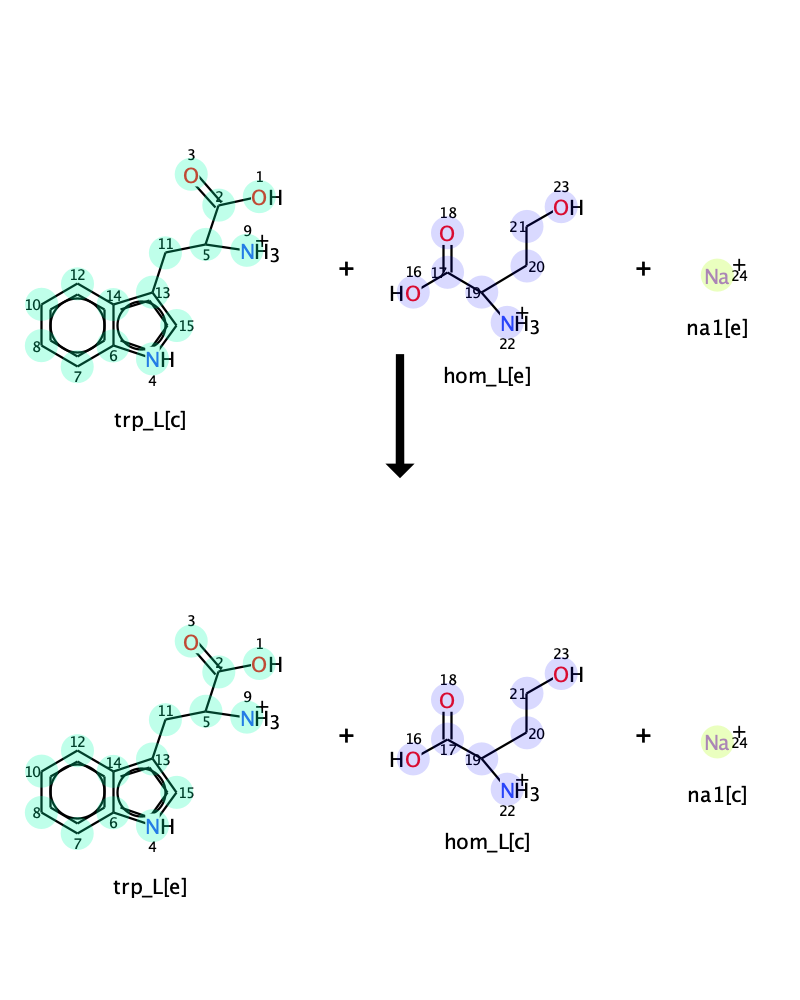 3
O
1
2
OH
9
11
5
NH3+
12
10
14
13
15
8
6
NH
7
4
trp_L[c]
+
23
OH
18
21
O
16
17
20
HO
19
NH3+
22
hom_L[e]
+
Na+
24
na1[e]
3
O
1
2
OH
9
11
5
NH3+
12
10
14
13
15
8
6
NH
7
4
trp_L[e]
+
23
OH
18
21
O
16
17
20
HO
19
NH3+
22
hom_L[c]
+
Na+
24
na1[c]